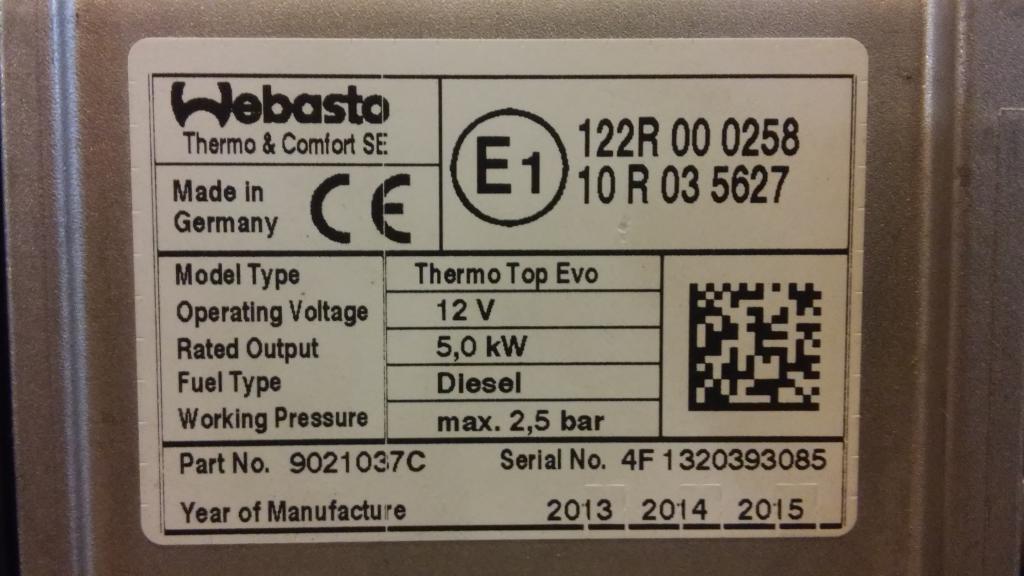 Webasto
Thermo & Comfort SE
Made in
Germany
CE
E1
122R 00 0258
10 R 03 5627
Model Type Thermo Top Evo
Operating Voltage 12 V
Rated Output 5,0 kW
Fuel Type Diesel
Working Pressure max. 2,5 bar
Part No. 9021037C Serial No. 4F 1320393085
Year of Manufacture 2013 2014 2015